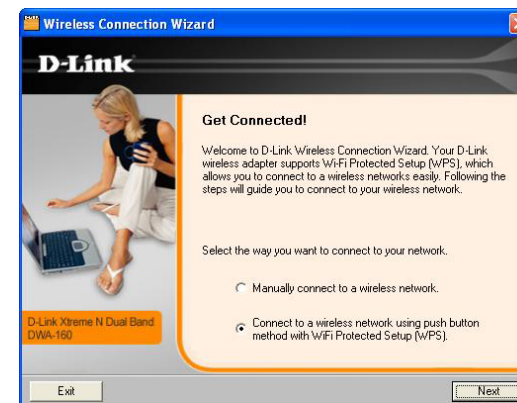 Wireless Connection Wizard
D-Link
Get Connected!
Welcome to D-Link Wireless Connection Wizard. Your D-Link
wireless adapter supports Wi-Fi Protected Setup (WPS), which
allows you to connect to a wireless networks easily. Following the
steps will guide you to connect to your wireless network.
Select the way you want to connect to your network.
Manually connect to a wireless network.
Connect to a wireless network using push button
method with WiFi Protected Setup (WPS).
D-Link Xtreme N Dual Band
DWA-160
Exit
Next